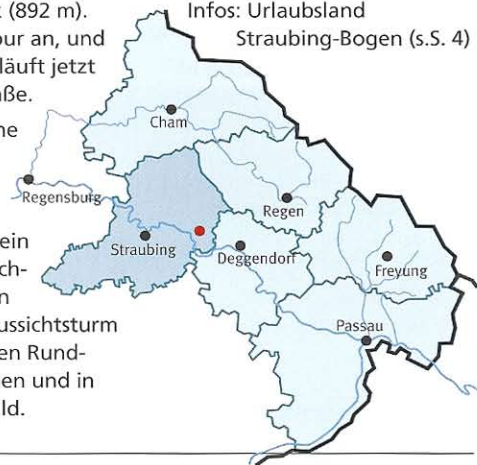 (892 m).
our an, und
läuft jetzt
ße.
ne
ein
ch-
n
ussichtsturm
en Rund-
en und in
ld.
Infos: Urlaubsland
Straubing-Bogen (s.S. 4)
Cham
Regensburg
Regen
Straubing
Deggendorf
Freyung
Passau